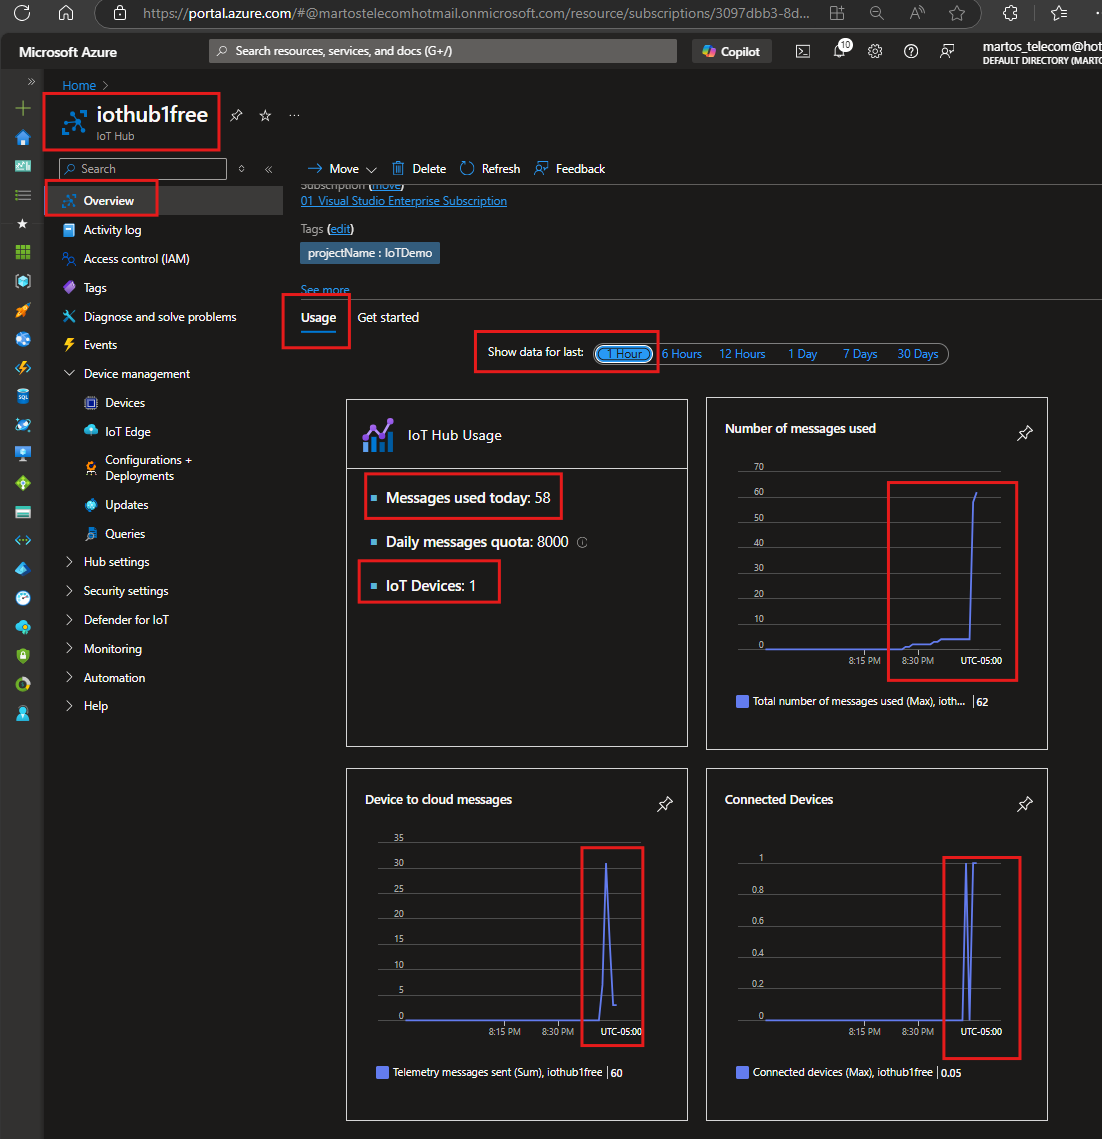 https://portal.azure.com/#@martostelecomhotmail.onmicrosoft.com/resource/subscriptions/3097dbb3-8d...
Microsoft Azure
Search resources, services, and docs (G+/)
Copilot
10
martos_telecom@hot
DEFAULT DIRECTORY (MARTO
Home >
iothub1free
IoT Hub
Search
Move
Delete
Refresh
Feedback
Overview
Activity log
Access control (IAM)
Tags
Diagnose and solve problems
Events
Device management
Devices
IoT Edge
Configurations +
Deployments
Updates
Queries
Hub settings
Security settings
Defender for IoT
Monitoring
Automation
Help
Subscription (move)
01_Visual Studio Enterprise Subscription
Tags (edit)
projectName : IoTDemo
See more
Usage
Get started
Show data for last:
1 Hour
6 Hours
12 Hours
1 Day
7 Days
30 Days
IoT Hub Usage
Messages used today: 58
Daily messages quota: 8000
IoT Devices: 1
Number of messages used
70
60
50
40
30
20
10
0
8:15 PM
8:30 PM
UTC-05:00
Total number of messages used (Max), ioth... | 62
Device to cloud messages
35
30
25
20
15
10
5
0
8:15 PM
8:30 PM
UTC-05:00
Telemetry messages sent (Sum), iothub1free | 60
Connected Devices
1
0.8
0.6
0.4
0.2
0
8:15 PM
8:30 PM
UTC-05:00
Connected devices (Max), iothub1free | 0.05